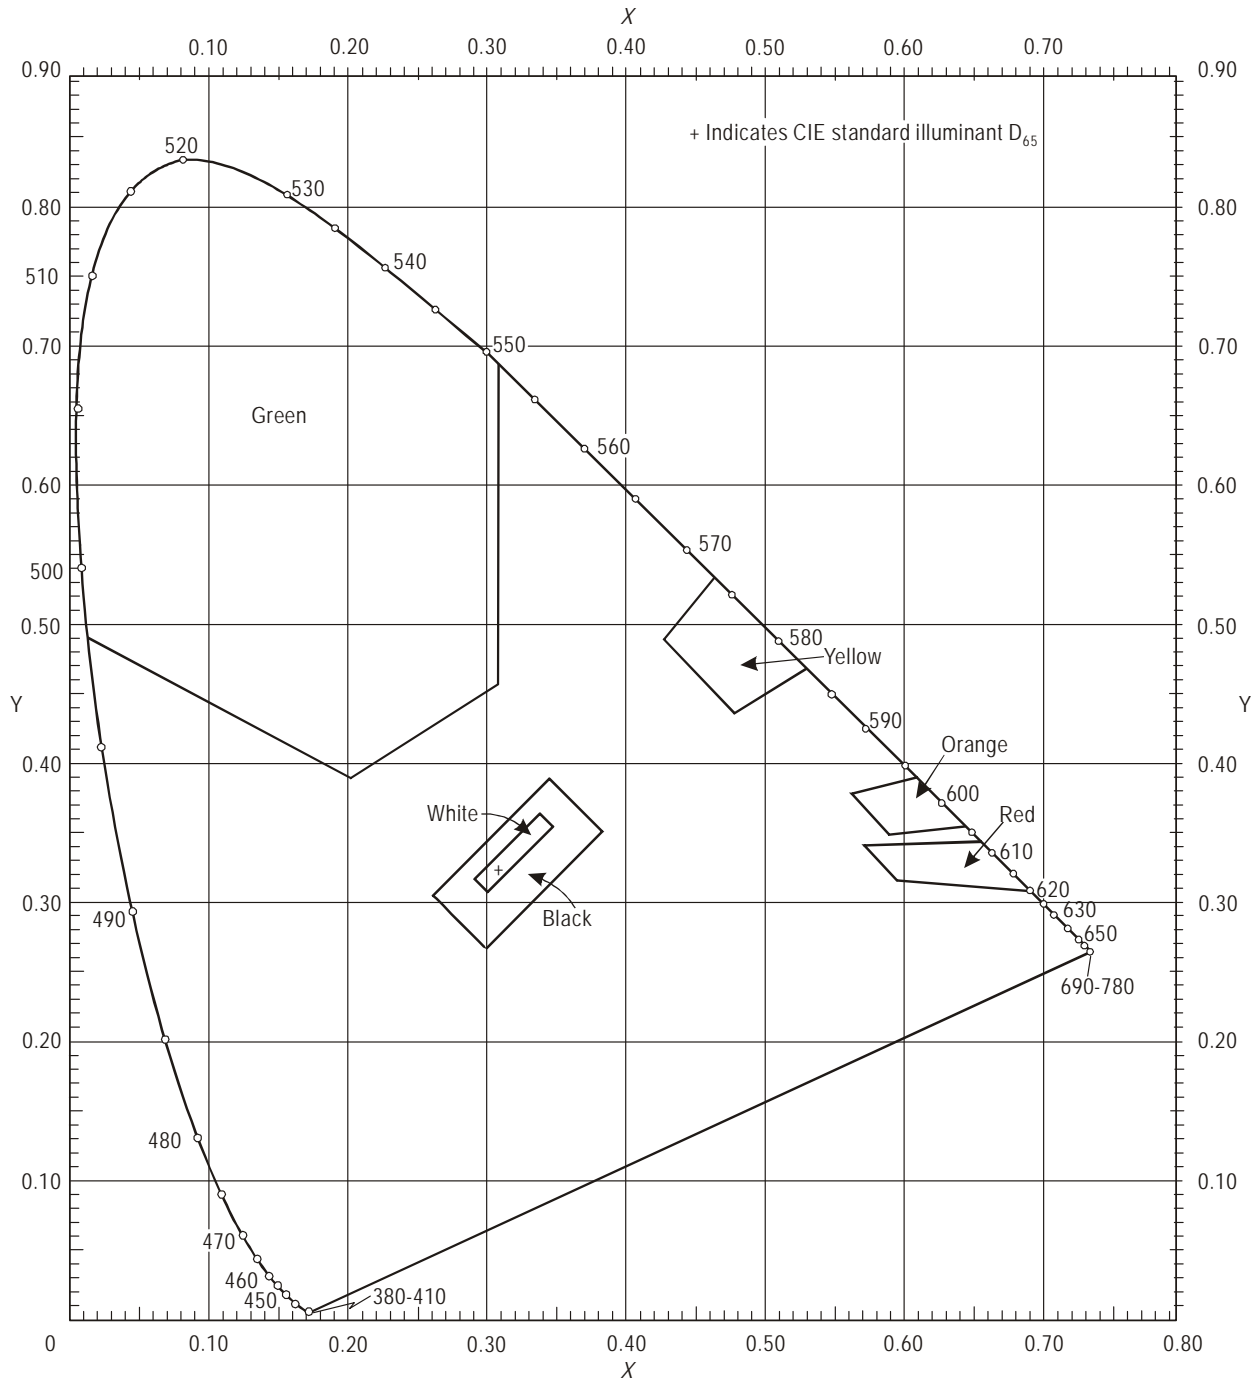 X
0.10 0.20 0.30 0.40 0.50 0.60 0.70
0.90 0.90
+ Indicates CIE standard illuminant D₆₅
520
530
0.80 0.80
540
510
550
0.70 0.70
Green
560
0.60 0.60
570
500
0.50 580 0.50
Yellow
Y Y
590
Orange
0.40 0.40
600
White Red
610
620
0.30 630 0.30
490 Black
650
690-780
0.20 0.20
480
0.10 0.10
470
460
450 380-410
0 0.10 0.20 0.30 0.40 0.50 0.60 0.70 0.80
X